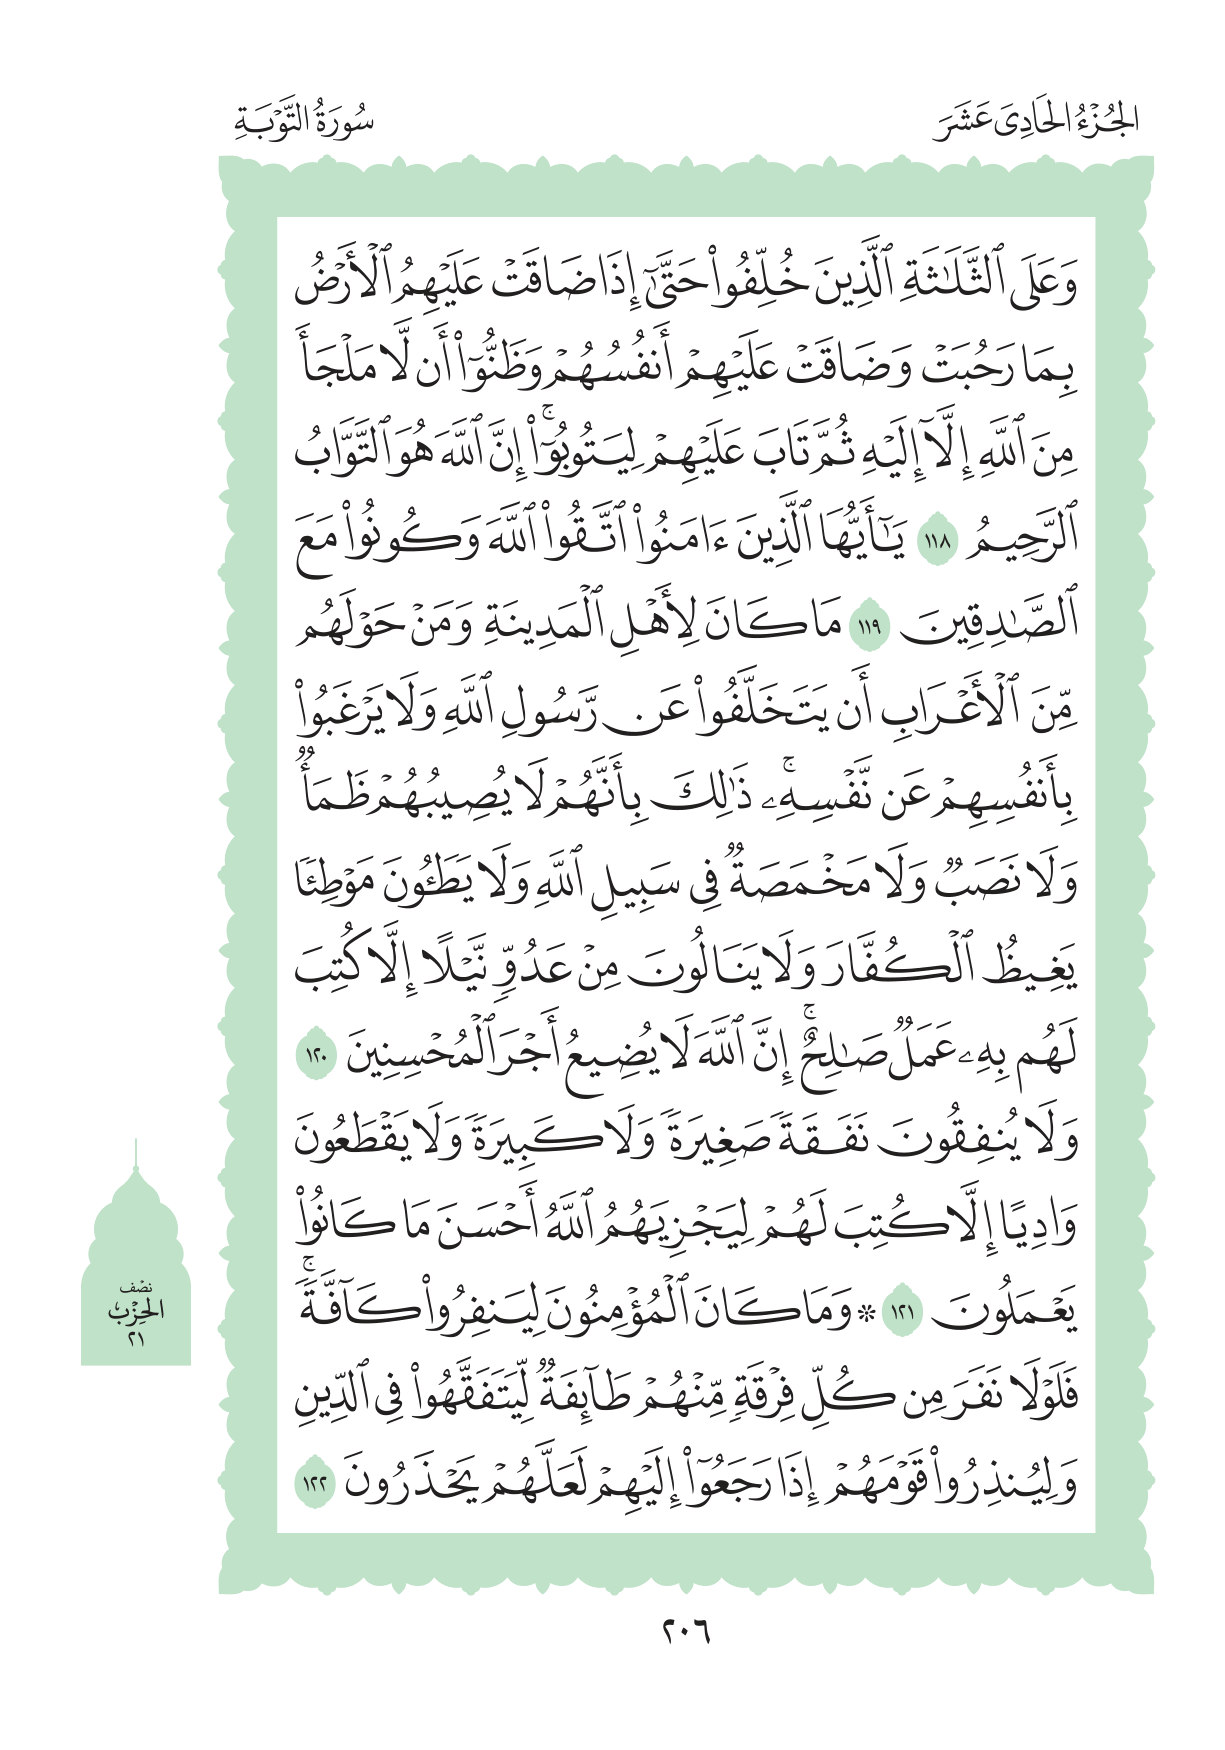 الجُزْءُ الحَادِىَ عَشَرَ
سُورَةُ التَّوْبَةِ
وَعَلَى ٱلثَّلَٰثَةِ ٱلَّذِينَ خُلِّفُوا۟ حَتَّىٰٓ إِذَا ضَاقَتْ عَلَيْهِمُ ٱلْأَرْضُ
بِمَا رَحُبَتْ وَضَاقَتْ عَلَيْهِمْ أَنفُسُهُمْ وَظَنُّوٓا۟ أَن لَّا مَلْجَأَ
مِنَ ٱللَّهِ إِلَّآ إِلَيْهِ ثُمَّ تَابَ عَلَيْهِمْ لِيَتُوبُوٓا۟ۚ إِنَّ ٱللَّهَ هُوَ ٱلتَّوَّابُ
ٱلرَّحِيمُ ١١٨ يَٰٓأَيُّهَا ٱلَّذِينَ ءَامَنُوا۟ ٱتَّقُوا۟ ٱللَّهَ وَكُونُوا۟ مَعَ
ٱلصَّٰدِقِينَ ١١٩ مَا كَانَ لِأَهْلِ ٱلْمَدِينَةِ وَمَنْ حَوْلَهُم
مِّنَ ٱلْأَعْرَابِ أَن يَتَخَلَّفُوا۟ عَن رَّسُولِ ٱللَّهِ وَلَا يَرْغَبُوا۟
بِأَنفُسِهِمْ عَن نَّفْسِهِۦۚ ذَٰلِكَ بِأَنَّهُمْ لَا يُصِيبُهُمْ ظَمَأٌ
وَلَا نَصَبٌ وَلَا مَخْمَصَةٌ فِى سَبِيلِ ٱللَّهِ وَلَا يَطَـُٔونَ مَوْطِئًا
يَغِيظُ ٱلْكُفَّارَ وَلَا يَنَالُونَ مِنْ عَدُوٍّ نَّيْلًا إِلَّا كُتِبَ
لَهُم بِهِۦ عَمَلٌ صَٰلِحٌۚ إِنَّ ٱللَّهَ لَا يُضِيعُ أَجْرَ ٱلْمُحْسِنِينَ ١٢٠
وَلَا يُنفِقُونَ نَفَقَةً صَغِيرَةً وَلَا كَبِيرَةً وَلَا يَقْطَعُونَ
وَادِيًا إِلَّا كُتِبَ لَهُمْ لِيَجْزِيَهُمُ ٱللَّهُ أَحْسَنَ مَا كَانُوا۟
يَعْمَلُونَ ١٢١ ۞ وَمَا كَانَ ٱلْمُؤْمِنُونَ لِيَنفِرُوا۟ كَآفَّةًۚ
فَلَوْلَا نَفَرَ مِن كُلِّ فِرْقَةٍ مِّنْهُمْ طَآئِفَةٌ لِّيَتَفَقَّهُوا۟ فِى ٱلدِّينِ
وَلِيُنذِرُوا۟ قَوْمَهُمْ إِذَا رَجَعُوٓا۟ إِلَيْهِمْ لَعَلَّهُمْ يَحْذَرُونَ ١٢٢
نصْف
الحِزْب
٢١
٢٠٦